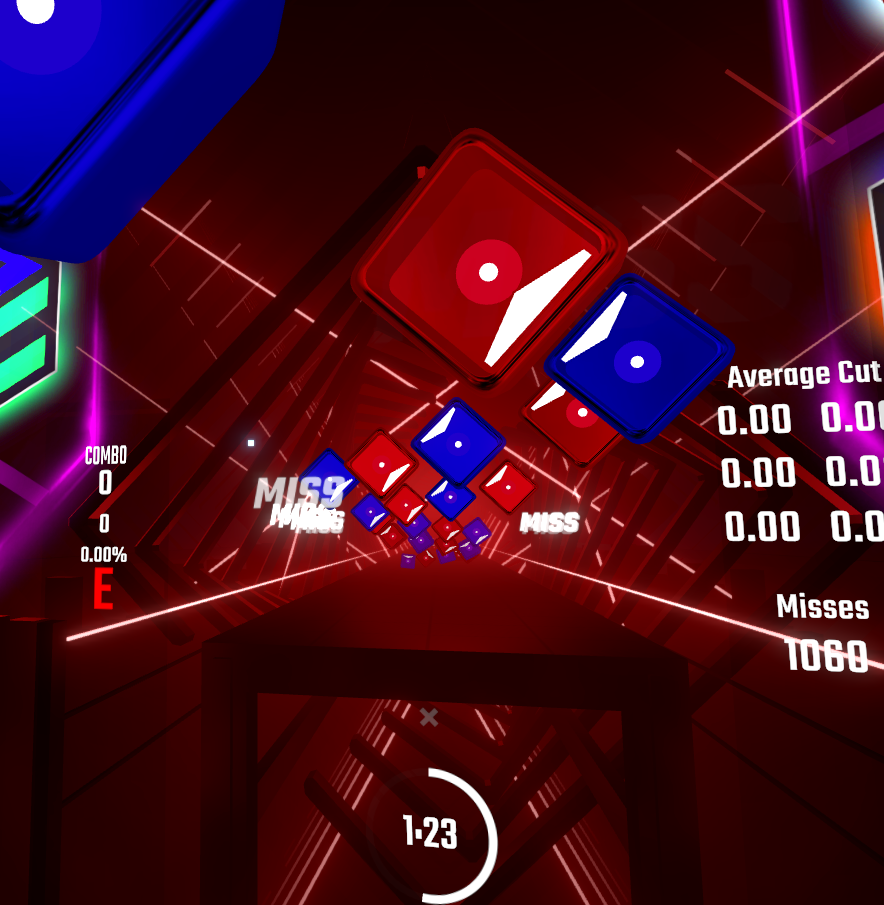 COMBO
0
0
0.00%
E
MISS
MISS
Average Cut
0.00
0.00
0.00
Misses
1060
1:23